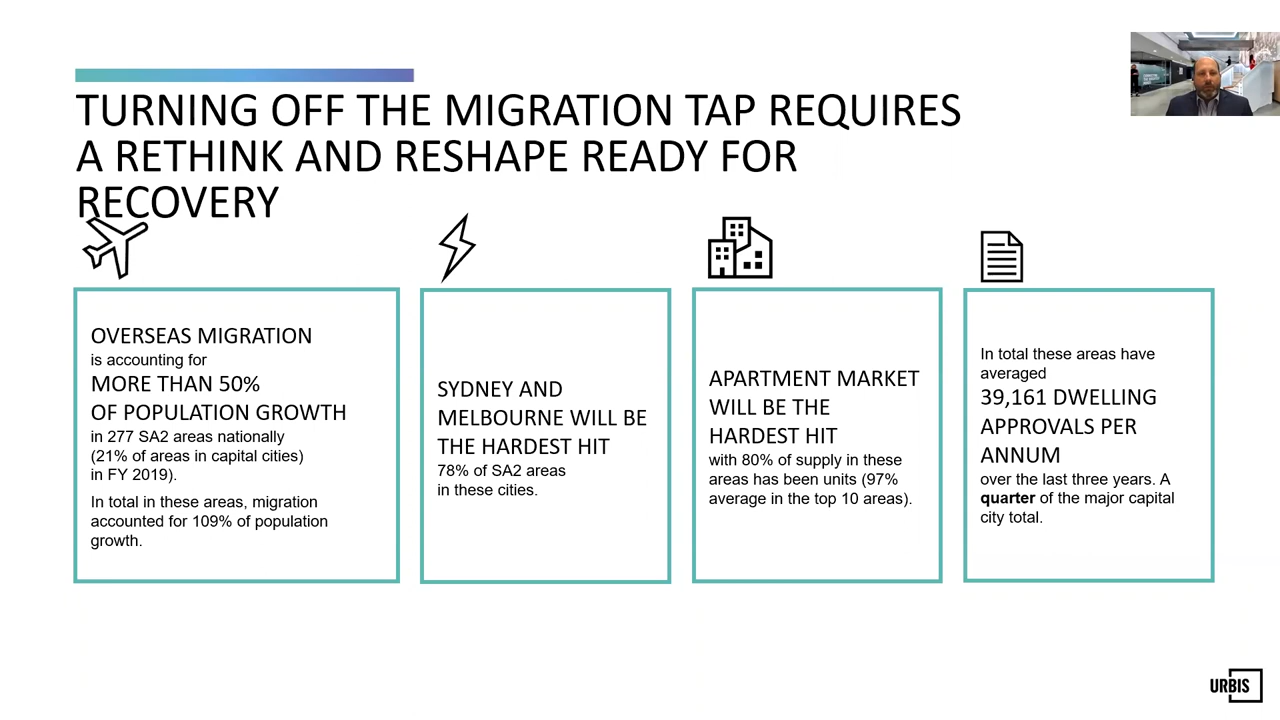 TURNING OFF THE MIGRATION TAP REQUIRES
A RETHINK AND RESHAPE READY FOR
RECOVERY
OVERSEAS MIGRATION
is accounting for
MORE THAN 50%
OF POPULATION GROWTH
in 277 SA2 areas nationally
(21% of areas in capital cities)
in FY 2019).
In total in these areas, migration
accounted for 109% of population
growth.
SYDNEY AND
MELBOURNE WILL BE
THE HARDEST HIT
78% of SA2 areas
in these cities.
APARTMENT MARKET
WILL BE THE
HARDEST HIT
with 80% of supply in these
areas has been units (97%
average in the top 10 areas).
In total these areas have
averaged
39,161 DWELLING
APPROVALS PER
ANNUM
over the last three years. A
quarter of the major capital
city total.
URBIS